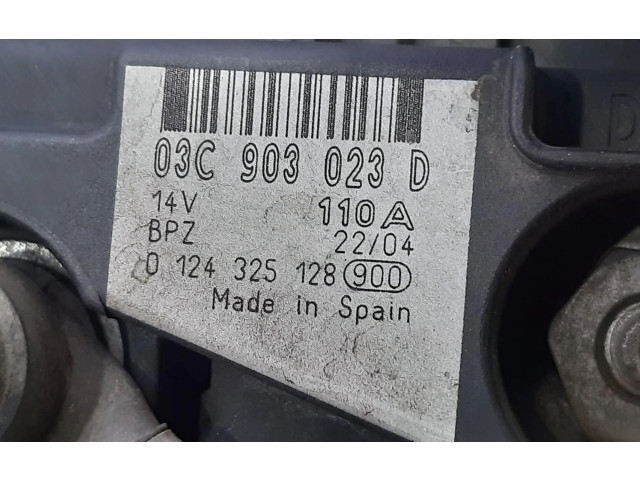 03C 903 023 D
14V 110A
BPZ 22/04
0 124 325 128 900
Made in Spain
D